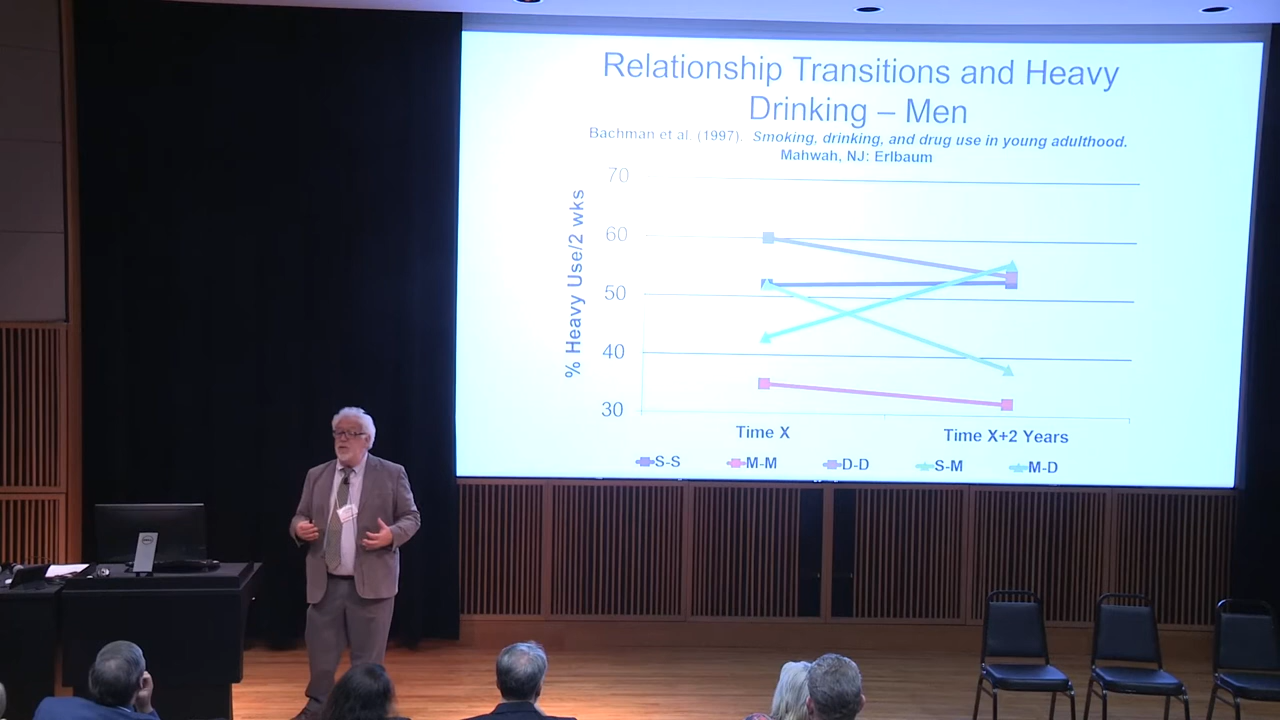 Relationship Transitions and Heavy
Drinking – Men
Bachman et al. (1997). Smoking, drinking, and drug use in young adulthood.
Mahwah, NJ: Erlbaum
% Heavy Use/2 wks
70
60
50
40
30
Time X
Time X+2 Years
S-S
M-M
D-D
S-M
M-D
DELL